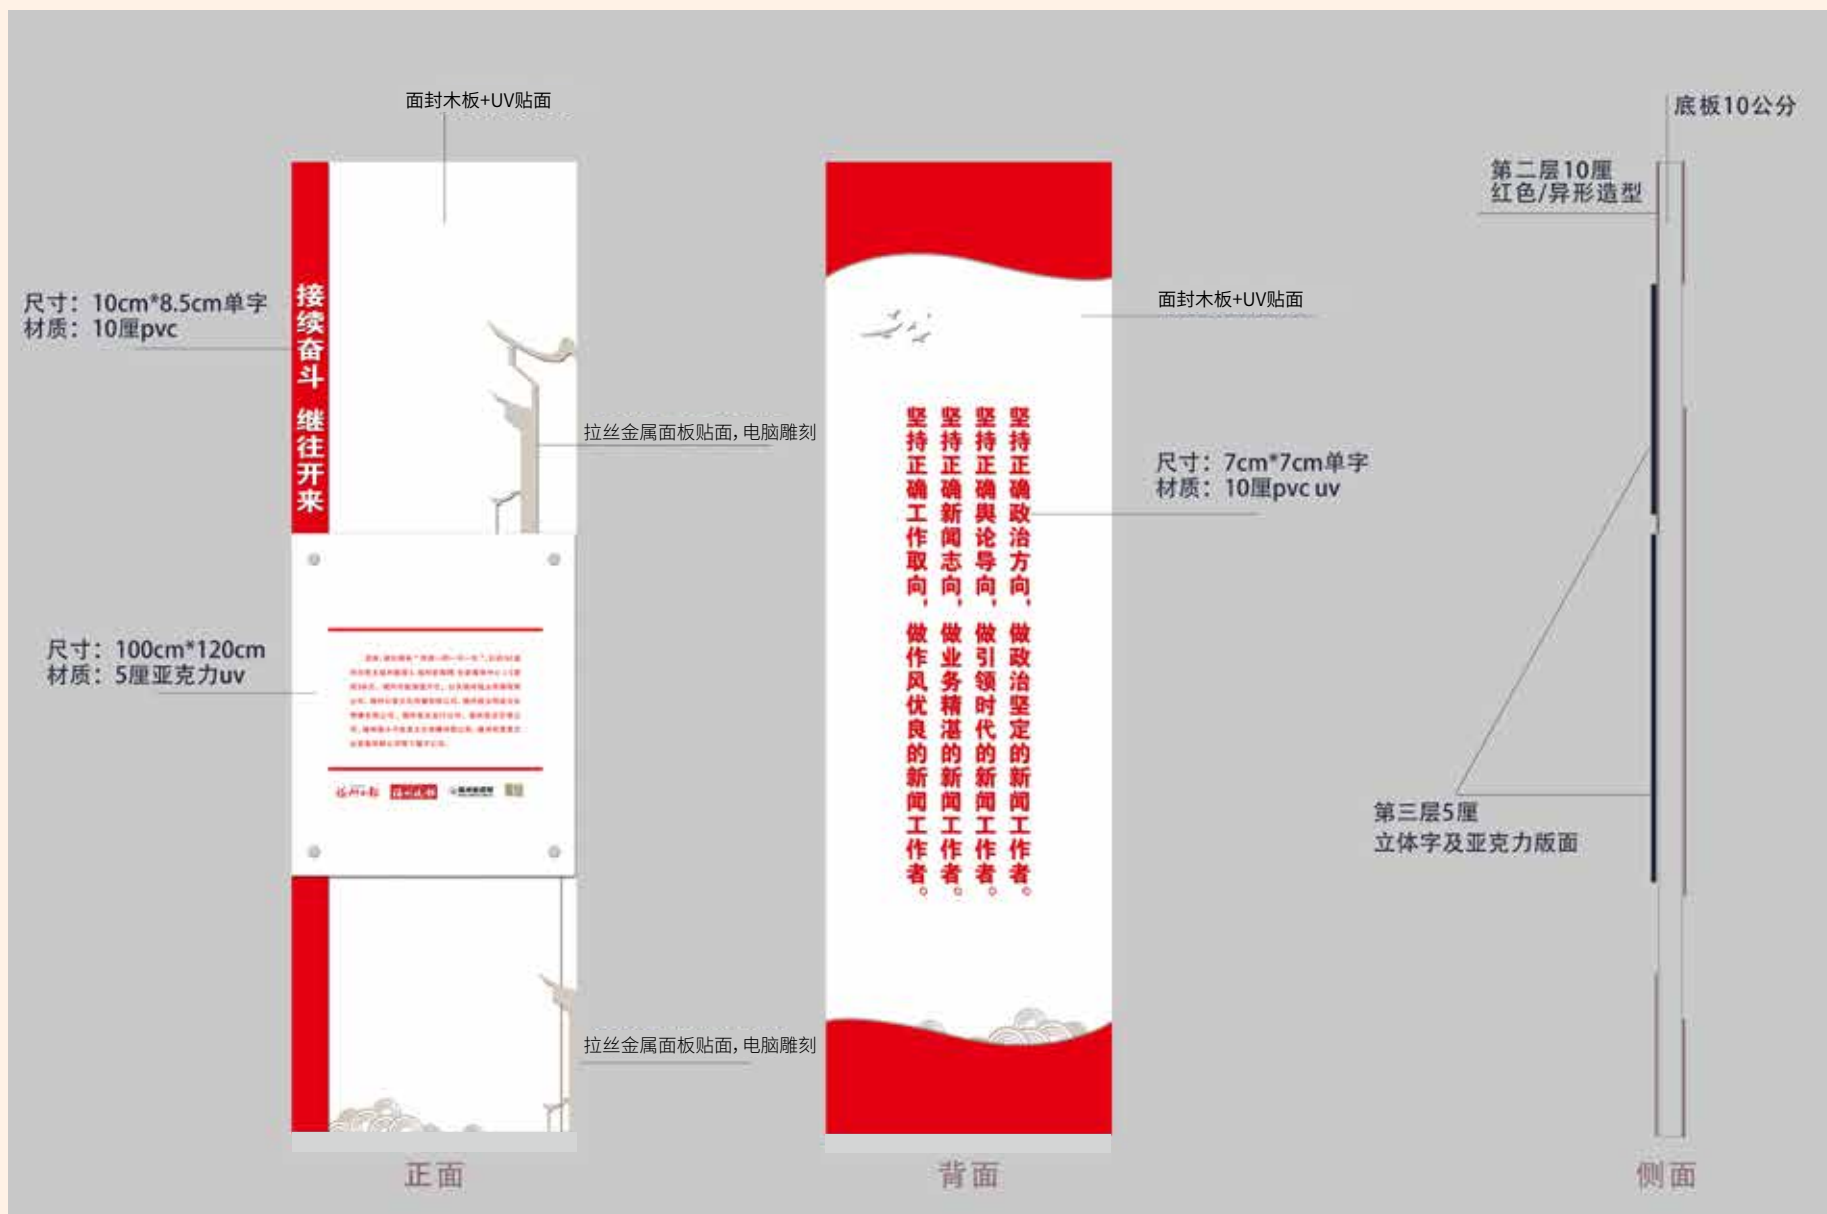 面封木板+UV贴面
尺寸：10cm*8.5cm单字
材质：10厘pvc
接续奋斗 继往开来
拉丝金属面板贴面，电脑雕刻
尺寸：100cm*120cm
材质：5厘亚克力uv
拉丝金属面板贴面，电脑雕刻
正面
面封木板+UV贴面
坚持正确政治方向，做政治坚定的新闻工作者。
坚持正确舆论导向，做引领时代的新闻工作者。
坚持正确新闻志向，做业务精湛的新闻工作者。
坚持正确工作取向，做作风优良的新闻工作者。
尺寸：7cm*7cm单字
材质：10厘pvc uv
背面
底板10公分
第二层10厘
红色/异形造型
第三层5厘
立体字及亚克力版面
侧面